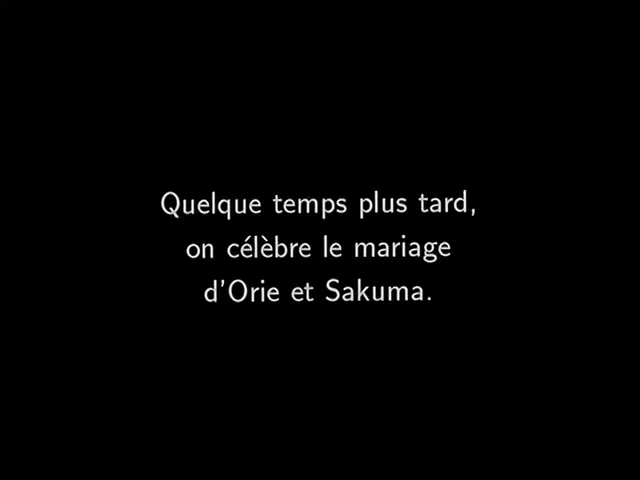 Quelque temps plus tard,
on célèbre le mariage
d'Orie et Sakuma.